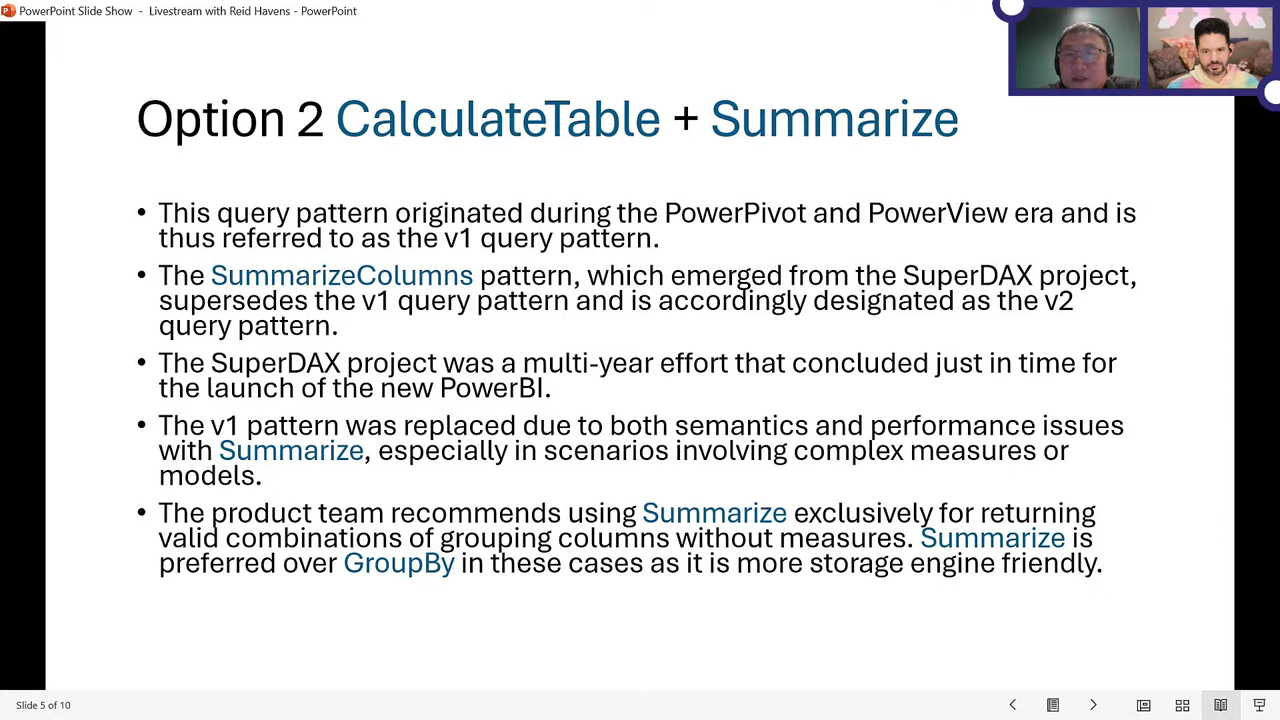 PowerPoint Slide Show - Livestream with Reid Havens - PowerPoint
Option 2 CalculateTable + Summarize
• This query pattern originated during the PowerPivot and PowerView era and is
thus referred to as the v1 query pattern.
• The SummarizeColumns pattern, which emerged from the SuperDAX project,
supersedes the v1 query pattern and is accordingly designated as the v2
query pattern.
• The SuperDAX project was a multi-year effort that concluded just in time for
the launch of the new PowerBI.
• The v1 pattern was replaced due to both semantics and performance issues
with Summarize, especially in scenarios involving complex measures or
models.
• The product team recommends using Summarize exclusively for returning
valid combinations of grouping columns without measures. Summarize is
preferred over GroupBy in these cases as it is more storage engine friendly.
Slide 5 of 10